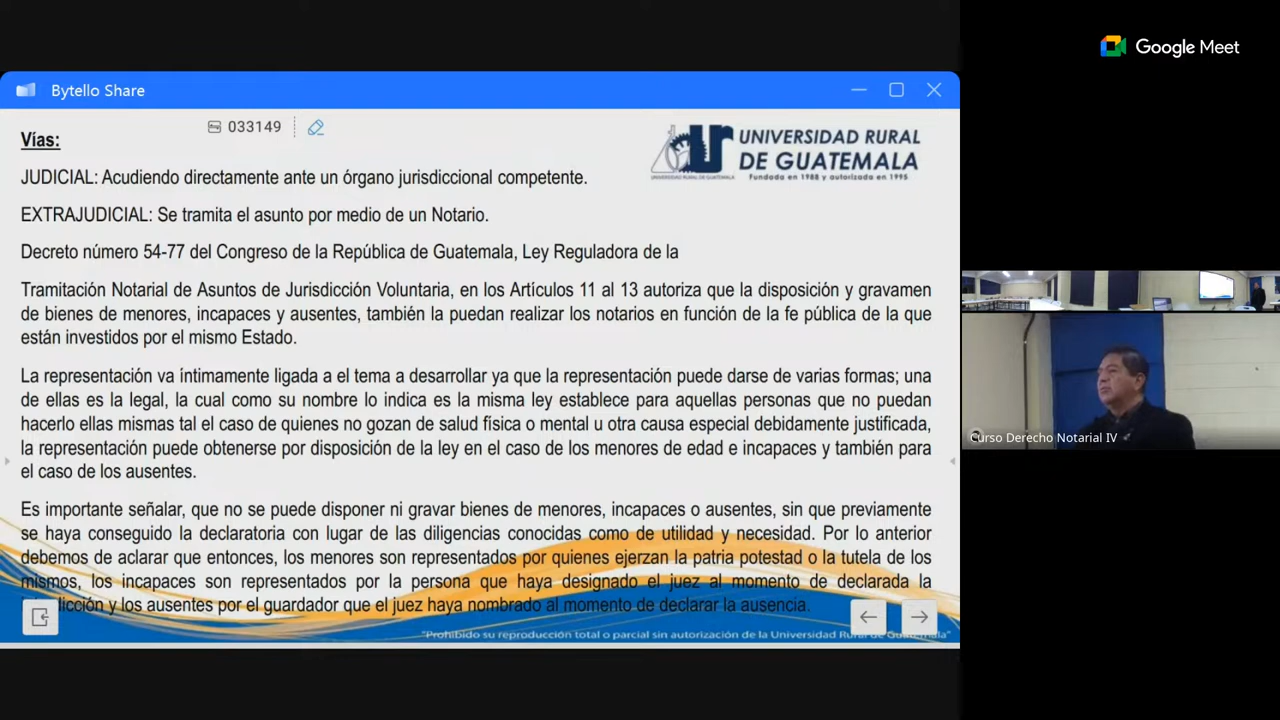 Google Meet
Bytello Share
033149
Vías:
UNIVERSIDAD RURAL
DE GUATEMALA
Fundada en 1988 y autorizada en 1995
UNIVERSIDAD RURAL DE GUATEMALA
JUDICIAL: Acudiendo directamente ante un órgano jurisdiccional competente.
EXTRAJUDICIAL: Se tramita el asunto por medio de un Notario.
Decreto número 54-77 del Congreso de la República de Guatemala, Ley Reguladora de la
Tramitación Notarial de Asuntos de Jurisdicción Voluntaria, en los Artículos 11 al 13 autoriza que la disposición y gravamen
de bienes de menores, incapaces y ausentes, también la puedan realizar los notarios en función de la fe pública de la que
están investidos por el mismo Estado.
La representación va íntimamente ligada a el tema a desarrollar ya que la representación puede darse de varias formas; una
de ellas es la legal, la cual como su nombre lo indica es la misma ley establece para aquellas personas que no puedan
hacerlo ellas mismas tal el caso de quienes no gozan de salud física o mental u otra causa especial debidamente justificada,
la representación puede obtenerse por disposición de la ley en el caso de los menores de edad e incapaces y también para
el caso de los ausentes.
Es importante señalar, que no se puede disponer ni gravar bienes de menores, incapaces o ausentes, sin que previamente
se haya conseguido la declaratoria con lugar de las diligencias conocidas como de utilidad y necesidad. Por lo anterior
debemos de aclarar que entonces, los menores son representados por quienes ejerzan la patria potestad o la tutela de los
mismos, los incapaces son representados por la persona que haya designado el juez al momento de declarada la
licción y los ausentes por el guardador que el juez haya nombrado al momento de declarar la ausencia.
"Prohibido su reproducción total o parcial sin autorización de la Universidad Rural de Guatemala"
Curso Derecho Notarial IV